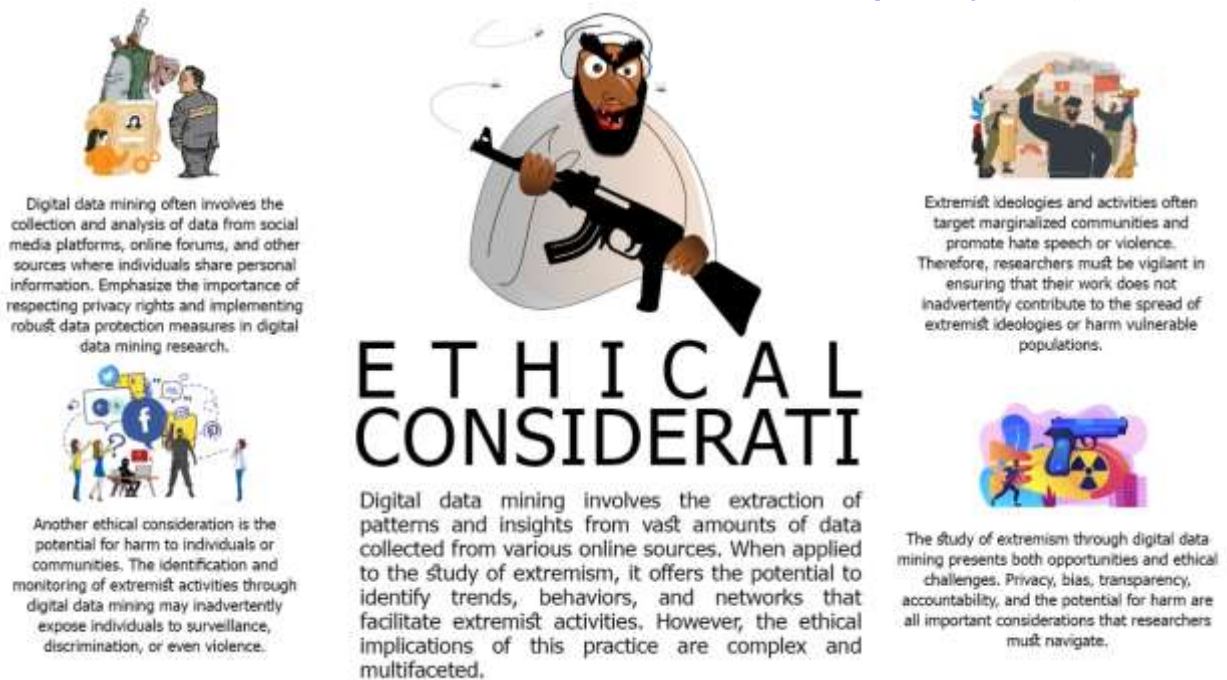 Digital data mining often involves the
collection and analysis of data from social
media platforms, online forums, and other
sources where individuals share personal
information. Emphasize the importance of
respecting privacy rights and implementing
robust data protection measures in digital
data mining research.
Another ethical consideration is the
potential for harm to individuals or
communities. The identification and
monitoring of extremist activities through
digital data mining may inadvertently
expose individuals to surveillance,
discrimination, or even violence.
ETHICAL
CONSIDERATI
Digital data mining involves the extraction of
patterns and insights from vast amounts of data
collected from various online sources. When applied
to the study of extremism, it offers the potential to
identify trends, behaviors, and networks that
facilitate extremist activities. However, the ethical
implications of this practice are complex and
multifaceted.
Extremist ideologies and activities often
target marginalized communities and
promote hate speech or violence.
Therefore, researchers must be vigilant in
ensuring that their work does not
inadvertently contribute to the spread of
extremist ideologies or harm vulnerable
populations.
The study of extremism through digital data
mining presents both opportunities and ethical
challenges. Privacy, bias, transparency,
accountability, and the potential for harm are
all important considerations that researchers
must navigate.